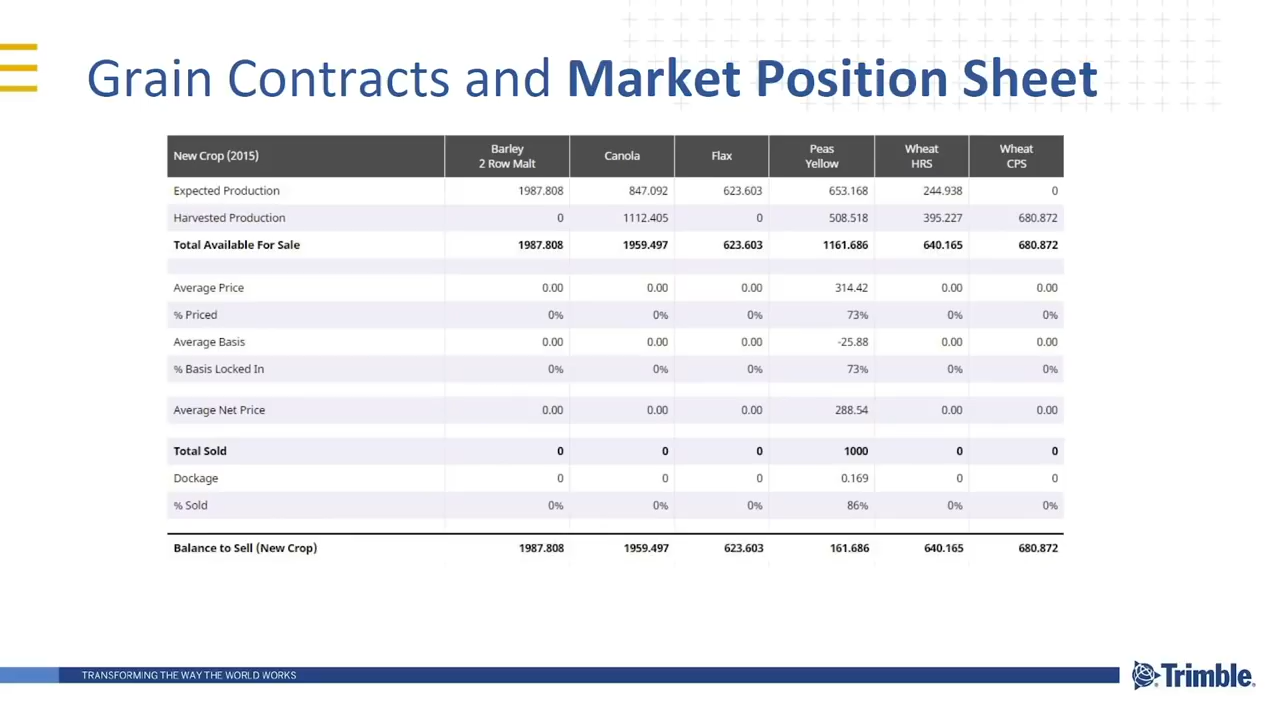 Grain Contracts and Market Position Sheet
New Crop (2015) Barley 2 Row Malt Canola Flax Peas Yellow Wheat HRS Wheat CPS
Expected Production 1987.808 847.092 623.603 653.168 244.938 0
Harvested Production 0 1112.405 0 508.518 395.227 680.872
Total Available For Sale 1987.808 1959.497 623.603 1161.686 640.165 680.872
Average Price 0.00 0.00 0.00 314.42 0.00 0.00
% Priced 0% 0% 0% 73% 0% 0%
Average Basis 0.00 0.00 0.00 -25.88 0.00 0.00
% Basis Locked In 0% 0% 0% 73% 0% 0%
Average Net Price 0.00 0.00 0.00 288.54 0.00 0.00
Total Sold 0 0 0 1000 0 0
Dockage 0 0 0 0.169 0 0
% Sold 0% 0% 0% 86% 0% 0%
Balance to Sell (New Crop) 1987.808 1959.497 623.603 161.686 640.165 680.872
TRANSFORMING THE WAY THE WORLD WORKS
Trimble